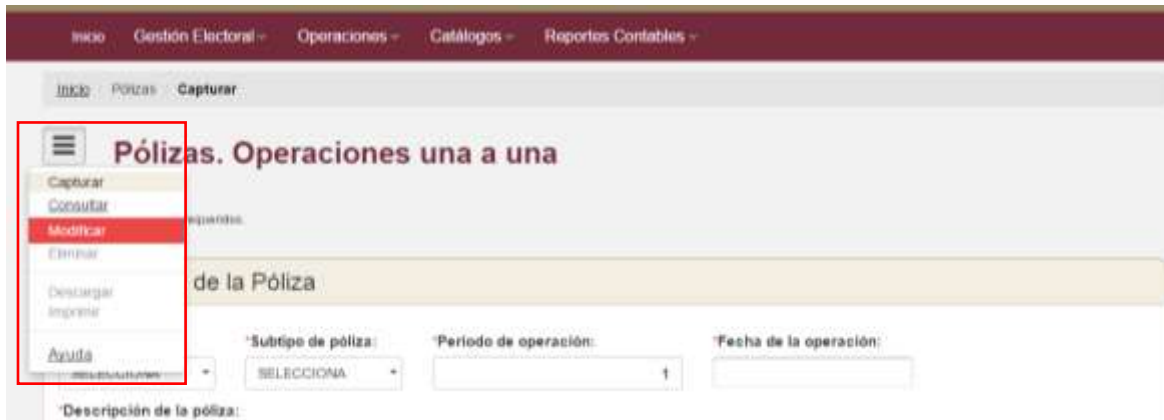 Inicio Gestión Electoral Operaciones Catálogos Reportes Contables
Inicio Pólizas Capturar
Pólizas. Operaciones una a una
Capturar
Consultar
Modificar
Eliminar
de la Póliza
Descargar
Imprimir
Ayuda
*Subtipo de póliza: *Periodo de operación: *Fecha de la operación:
SELECCIONA SELECCIONA 1
*Descripción de la póliza: